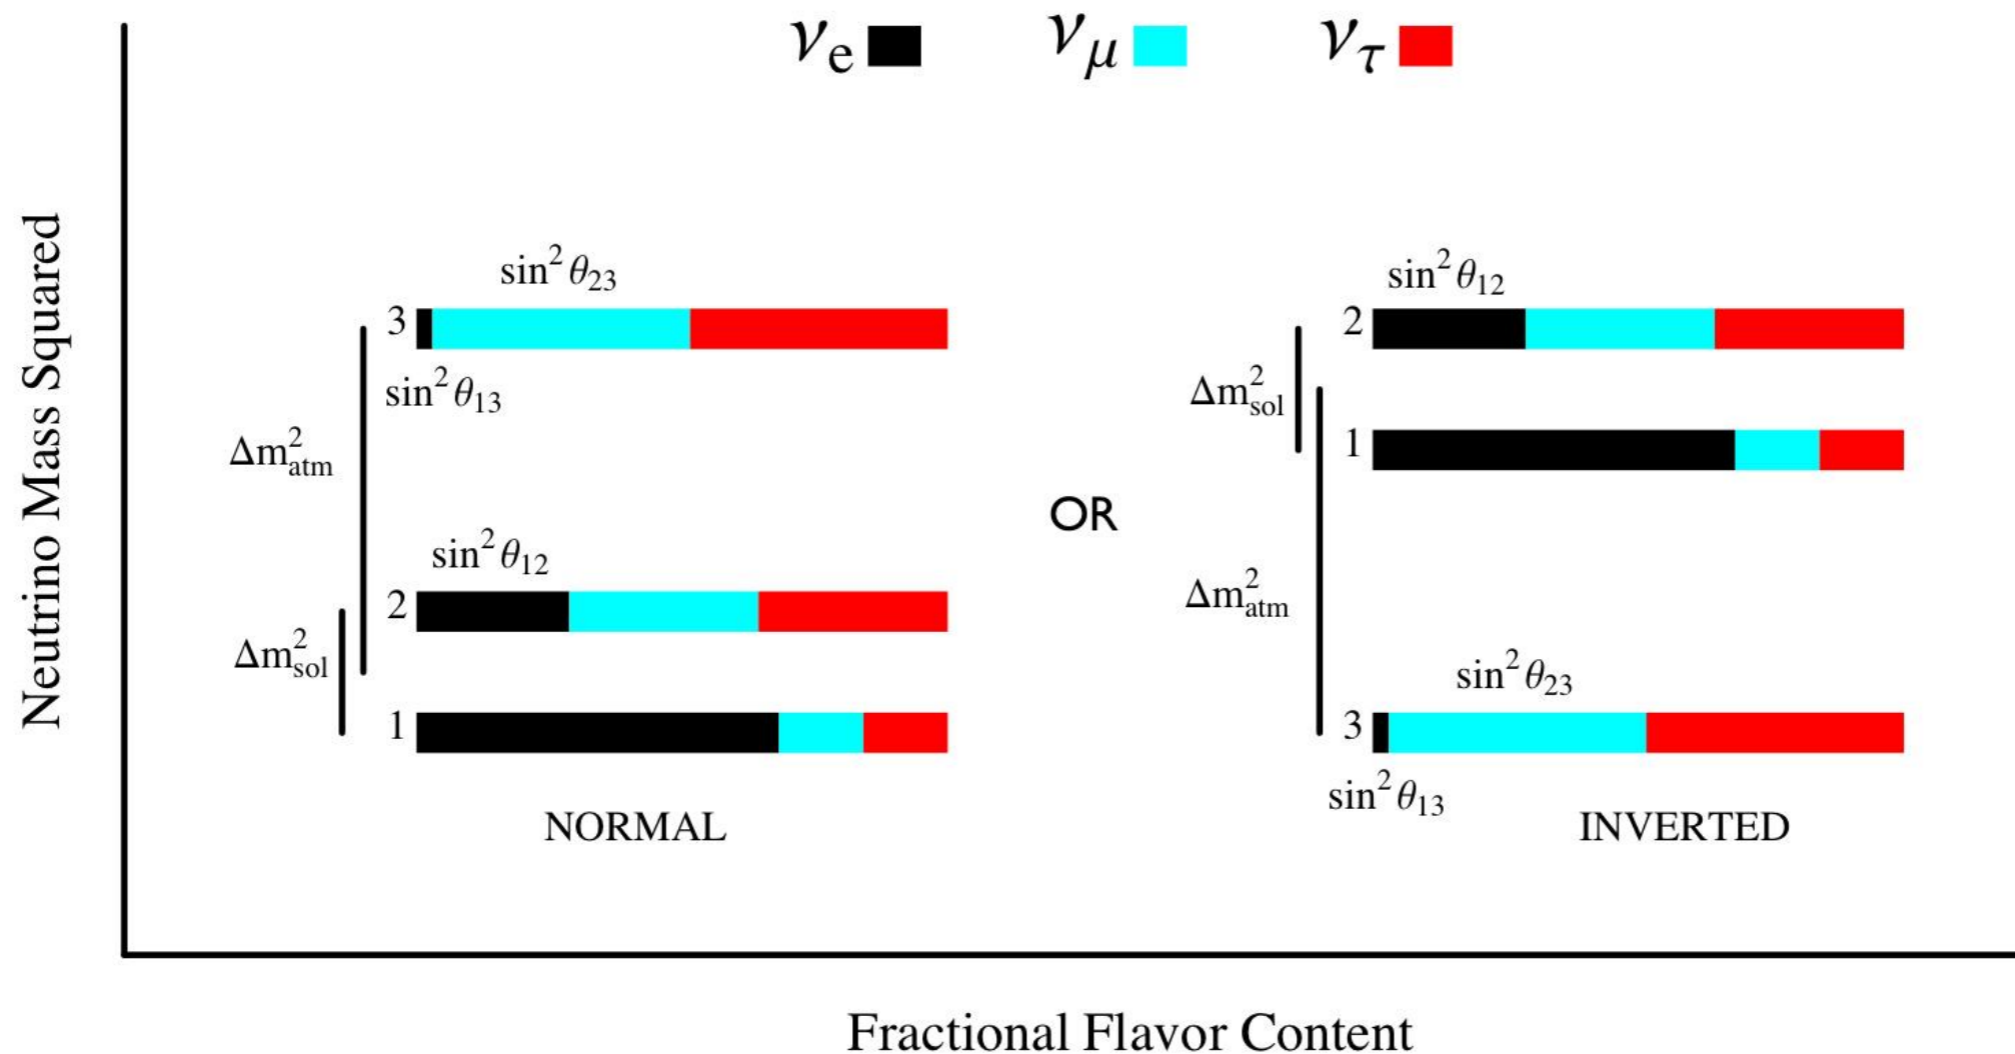 νe νμ ντ
Neutrino Mass Squared
sin²θ₂₃
3
sin²θ₁₃
Δm²atm
sin²θ₁₂
2
Δm²sol
1
NORMAL
OR
sin²θ₁₂
2
Δm²sol
1
Δm²atm
sin²θ₂₃
3
sin²θ₁₃
INVERTED
Fractional Flavor Content